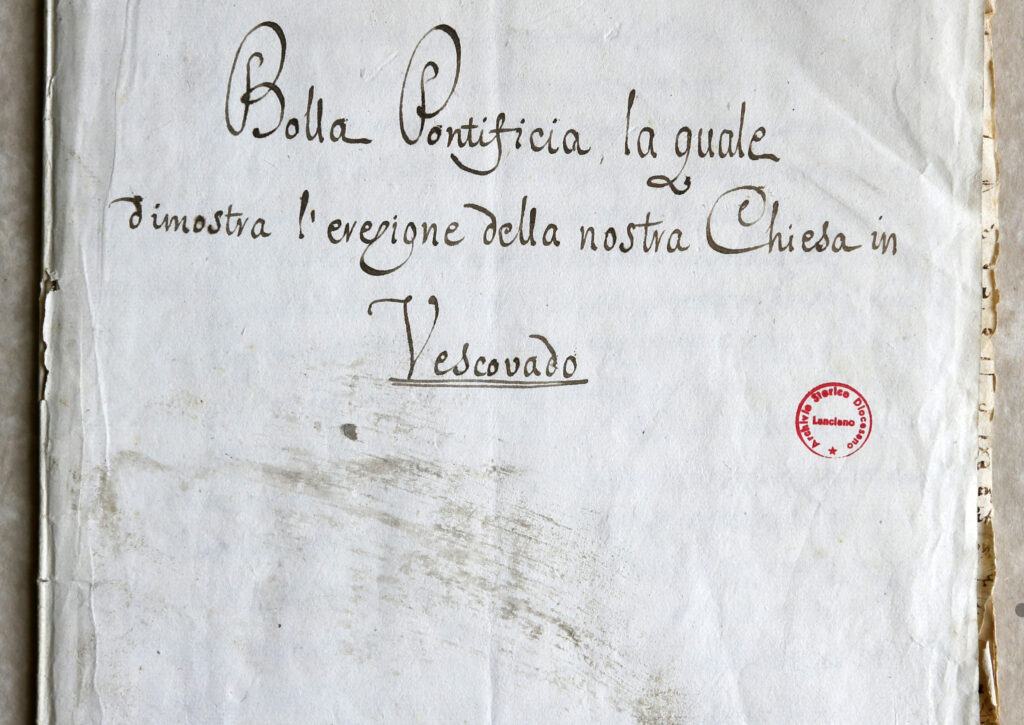 Bolla Pontificia, la quale
dimostra l'erezione della nostra Chiesa in
Vescovado
Archivio Storico Diocesano
Lanciano